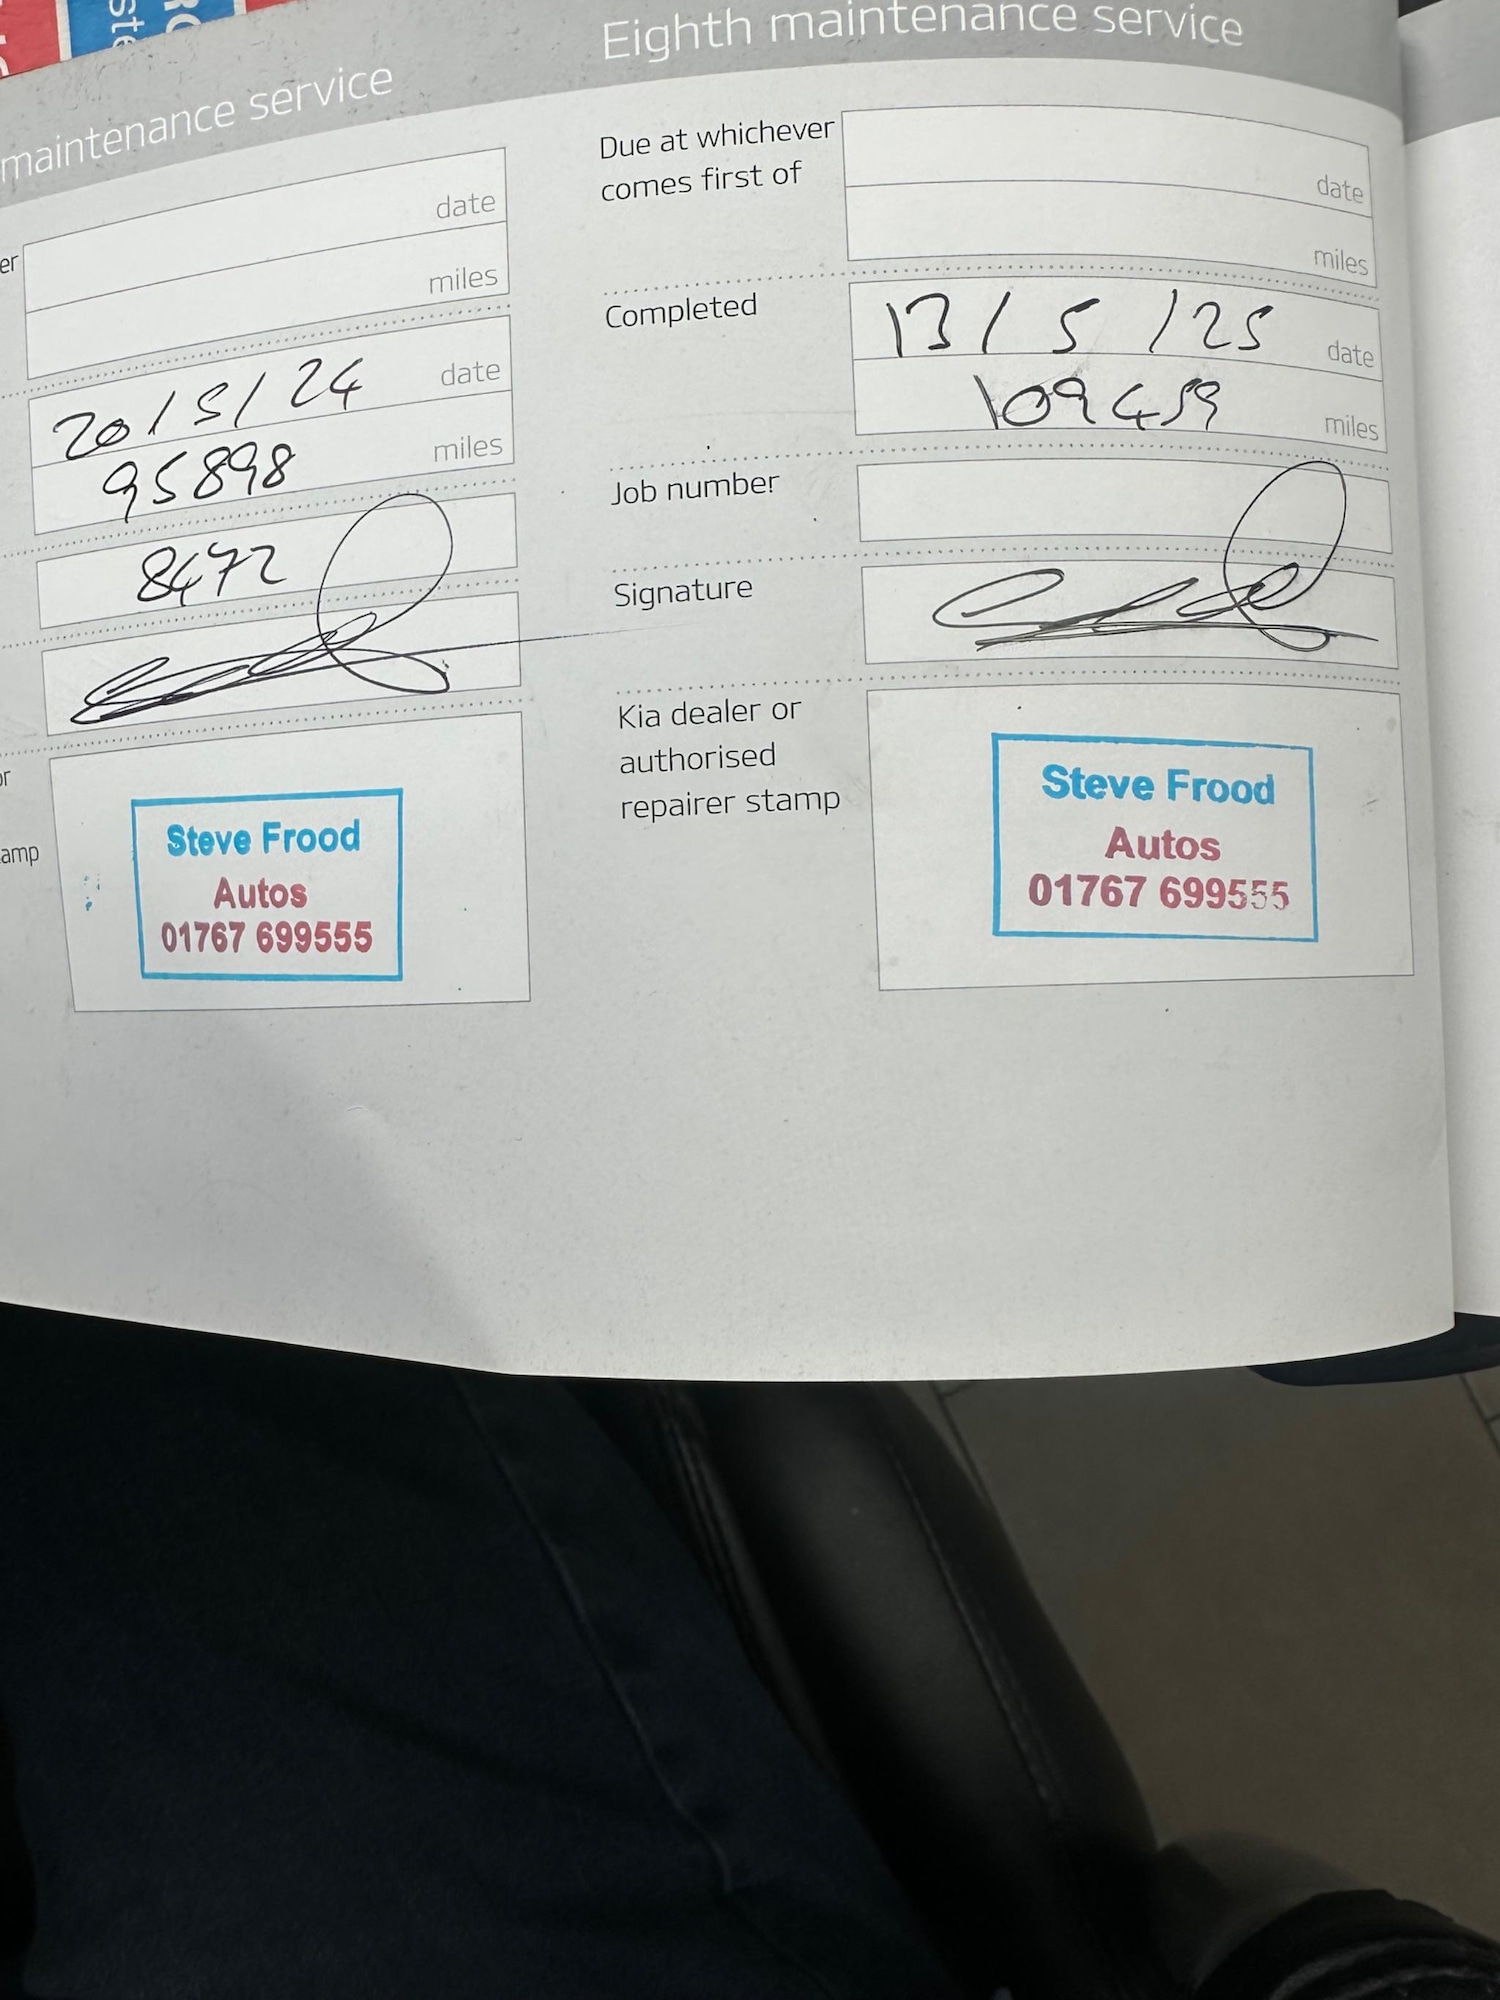 maintenance service
date
miles
20/5/24 date
95898 miles
8472
Steve Frood
Autos
01767 699555
Eighth maintenance service
Due at whichever
comes first of
date
miles
Completed
13/5/25 date
109459 miles
Job number
Signature
Kia dealer or
authorised
repairer stamp
Steve Frood
Autos
01767 699555